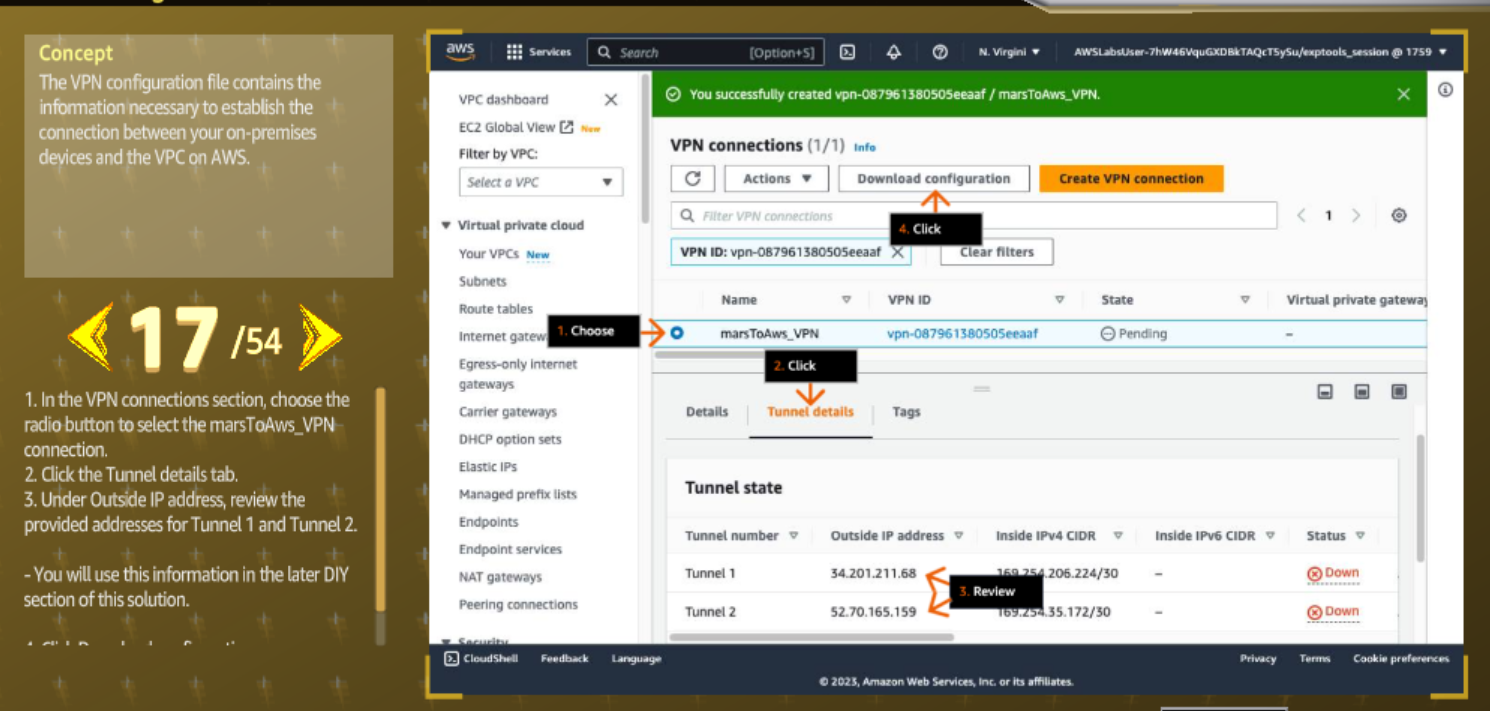 Concept
The VPN configuration file contains the
information necessary to establish the
connection between your on-premises
devices and the VPC on AWS.
17 /54
1. In the VPN connections section, choose the
radio button to select the marsToAws_VPN
connection.
2. Click the Tunnel details tab.
3. Under Outside IP address, review the
provided addresses for Tunnel 1 and Tunnel 2.
- You will use this information in the later DIY
section of this solution.
aws Services Search [Option+S] N. Virgini AWSLabsUser-7hW46VquGXDBkTAQcT5ySu/exptools_session @ 1759
VPC dashboard
EC2 Global View New
Filter by VPC:
Select a VPC
Virtual private cloud
Your VPCs New
Subnets
Route tables
Internet gatew
Egress-only internet
gateways
Carrier gateways
DHCP option sets
Elastic IPs
Managed prefix lists
Endpoints
Endpoint services
NAT gateways
Peering connections
Security
You successfully created vpn-087961380505eeaaf / marsToAws_VPN.
VPN connections (1/1) Info
Actions Download configuration Create VPN connection
Filter VPN connections 1
4. Click
VPN ID: vpn-087961380505eeaaf Clear filters
Name VPN ID State Virtual private gateway
1. Choose
marsToAws_VPN vpn-087961380505eeaaf Pending –
2. Click
Details Tunnel details Tags
Tunnel state
Tunnel number Outside IP address Inside IPv4 CIDR Inside IPv6 CIDR Status
Tunnel 1 34.201.211.68 169.254.206.224/30 – Down
3. Review
Tunnel 2 52.70.165.159 169.254.35.172/30 – Down
CloudShell Feedback Language Privacy Terms Cookie preferences
© 2023, Amazon Web Services, Inc. or its affiliates.